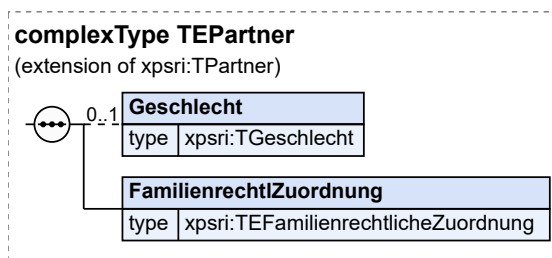 complexType TEPartner
(extension of xpsri:TPartner)
0..1
Geschlecht
type xpsri:TGeschlecht
FamilienrechtlZuordnung
type xpsri:TEFamilienrechtlicheZuordnung